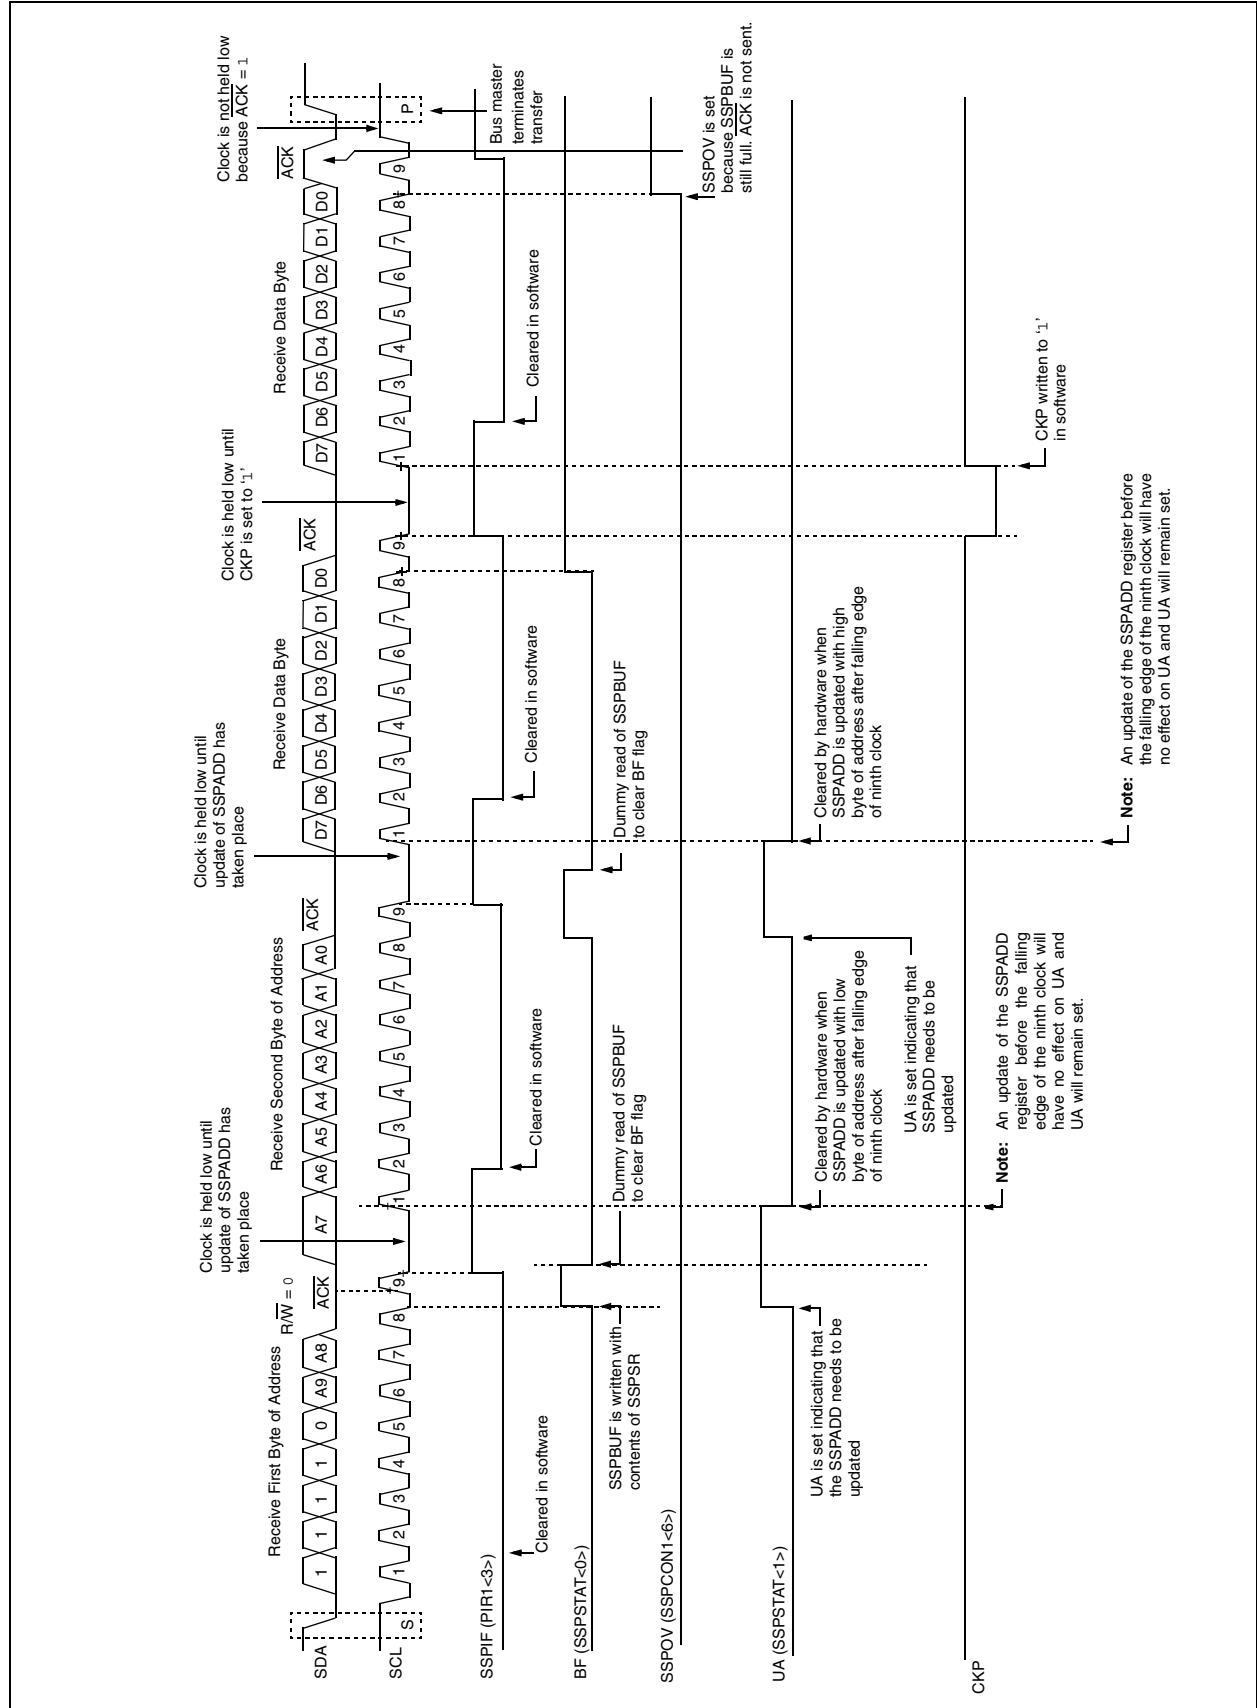 Receive First Byte of Address
R/W = 0
ACK
Clock is held low until
update of SSPADD has
taken place
Receive Second Byte of Address
ACK
Clock is held low until
update of SSPADD has
taken place
Receive Data Byte
ACK
Clock is held low until
CKP is set to ‘1’
Receive Data Byte
ACK
Clock is not held low
because ACK = 1
SDA
1 1 1 1 0 A9 A8
A7 A6 A5 A4 A3 A2 A1 A0
D7 D6 D5 D4 D3 D2 D1 D0
D7 D6 D5 D4 D3 D2 D1 D0
SCL
S
1 2 3 4 5 6 7 8 9
1 2 3 4 5 6 7 8 9
1 2 3 4 5 6 7 8 9
1 2 3 4 5 6 7 8 9
P
Bus master
terminates
transfer
SSPIF (PIR1<3>)
Cleared in software
Cleared in software
Cleared in software
Cleared in software
BF (SSPSTAT<0>)
SSPBUF is written with
contents of SSPSR
Dummy read of SSPBUF
to clear BF flag
Dummy read of SSPBUF
to clear BF flag
SSPOV (SSPCON1<6>)
SSPOV is set
because SSPBUF is
still full. ACK is not sent.
UA (SSPSTAT<1>)
UA is set indicating that
the SSPADD needs to be
updated
Cleared by hardware when
SSPADD is updated with low
byte of address after falling edge
of ninth clock
UA is set indicating that
SSPADD needs to be
updated
Cleared by hardware when
SSPADD is updated with high
byte of address after falling edge
of ninth clock
CKP
CKP written to ‘1’
in software
Note: An update of the SSPADD
register before the falling
edge of the ninth clock will
have no effect on UA and
UA will remain set.
Note: An update of the SSPADD register before
the falling edge of the ninth clock will have
no effect on UA and UA will remain set.